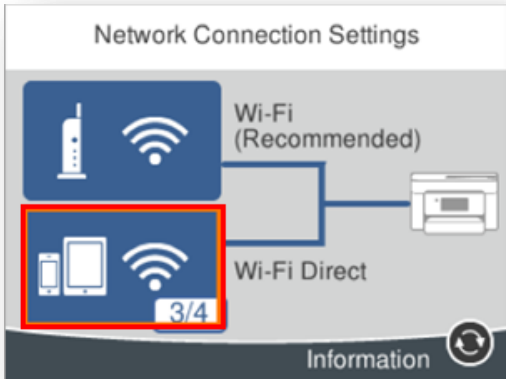 Network Connection Settings
Wi-Fi
(Recommended)
Wi-Fi Direct
3/4
Information